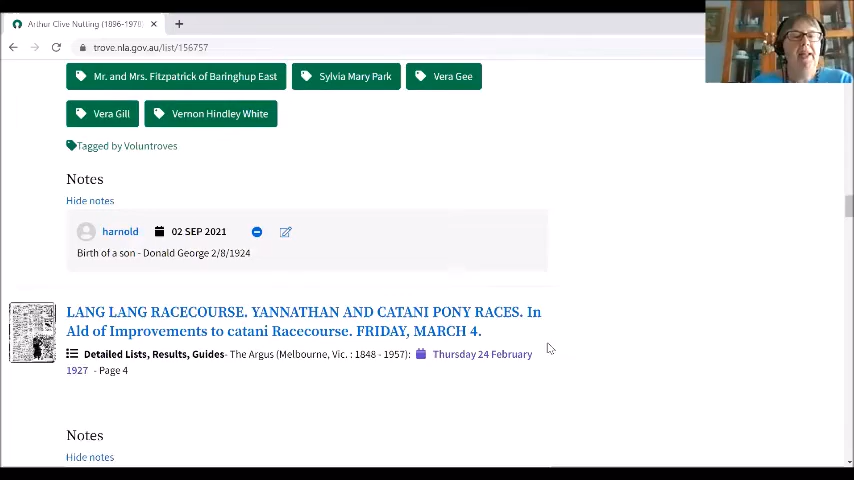 Arthur Clive Nutting (1896-197
trove.nla.gov.au/list/156757
Mr. and Mrs. Fitzpatrick of Baringhup East
Sylvia Mary Park
Vera Gee
Vera Gill
Vernon Hindley White
Tagged by Voluntroves
Notes
Hide notes
harnold
02 SEP 2021
Birth of a son - Donald George 2/8/1924
LANG LANG RACECOURSE. YANNATHAN AND CATANI PONY RACES. In
Ald of Improvements to catani Racecourse. FRIDAY, MARCH 4.
Detailed Lists, Results, Guides- The Argus (Melbourne, Vic. : 1848 - 1957): Thursday 24 February
1927 - Page 4
Notes
Hide notes